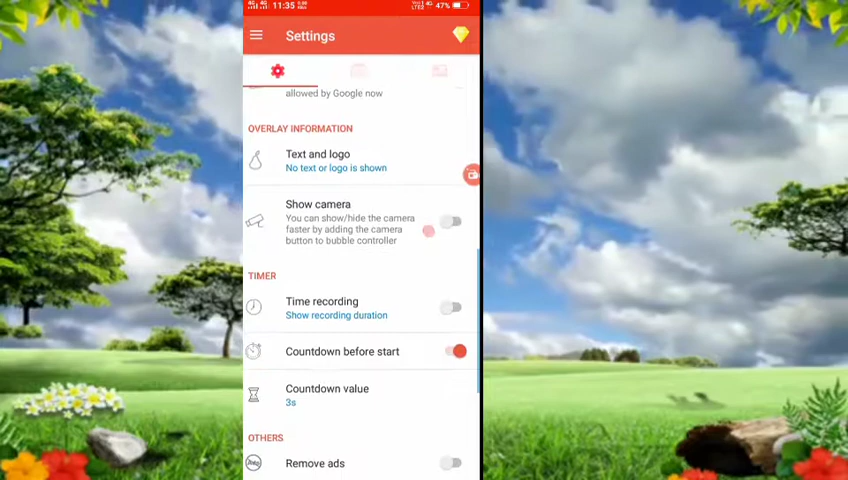 11:35
47%
Settings
allowed by Google now
OVERLAY INFORMATION
Text and logo
No text or logo is shown
Show camera
You can show/hide the camera
faster by adding the camera
button to bubble controller
TIMER
Time recording
Show recording duration
Countdown before start
Countdown value
3s
OTHERS
Remove ads